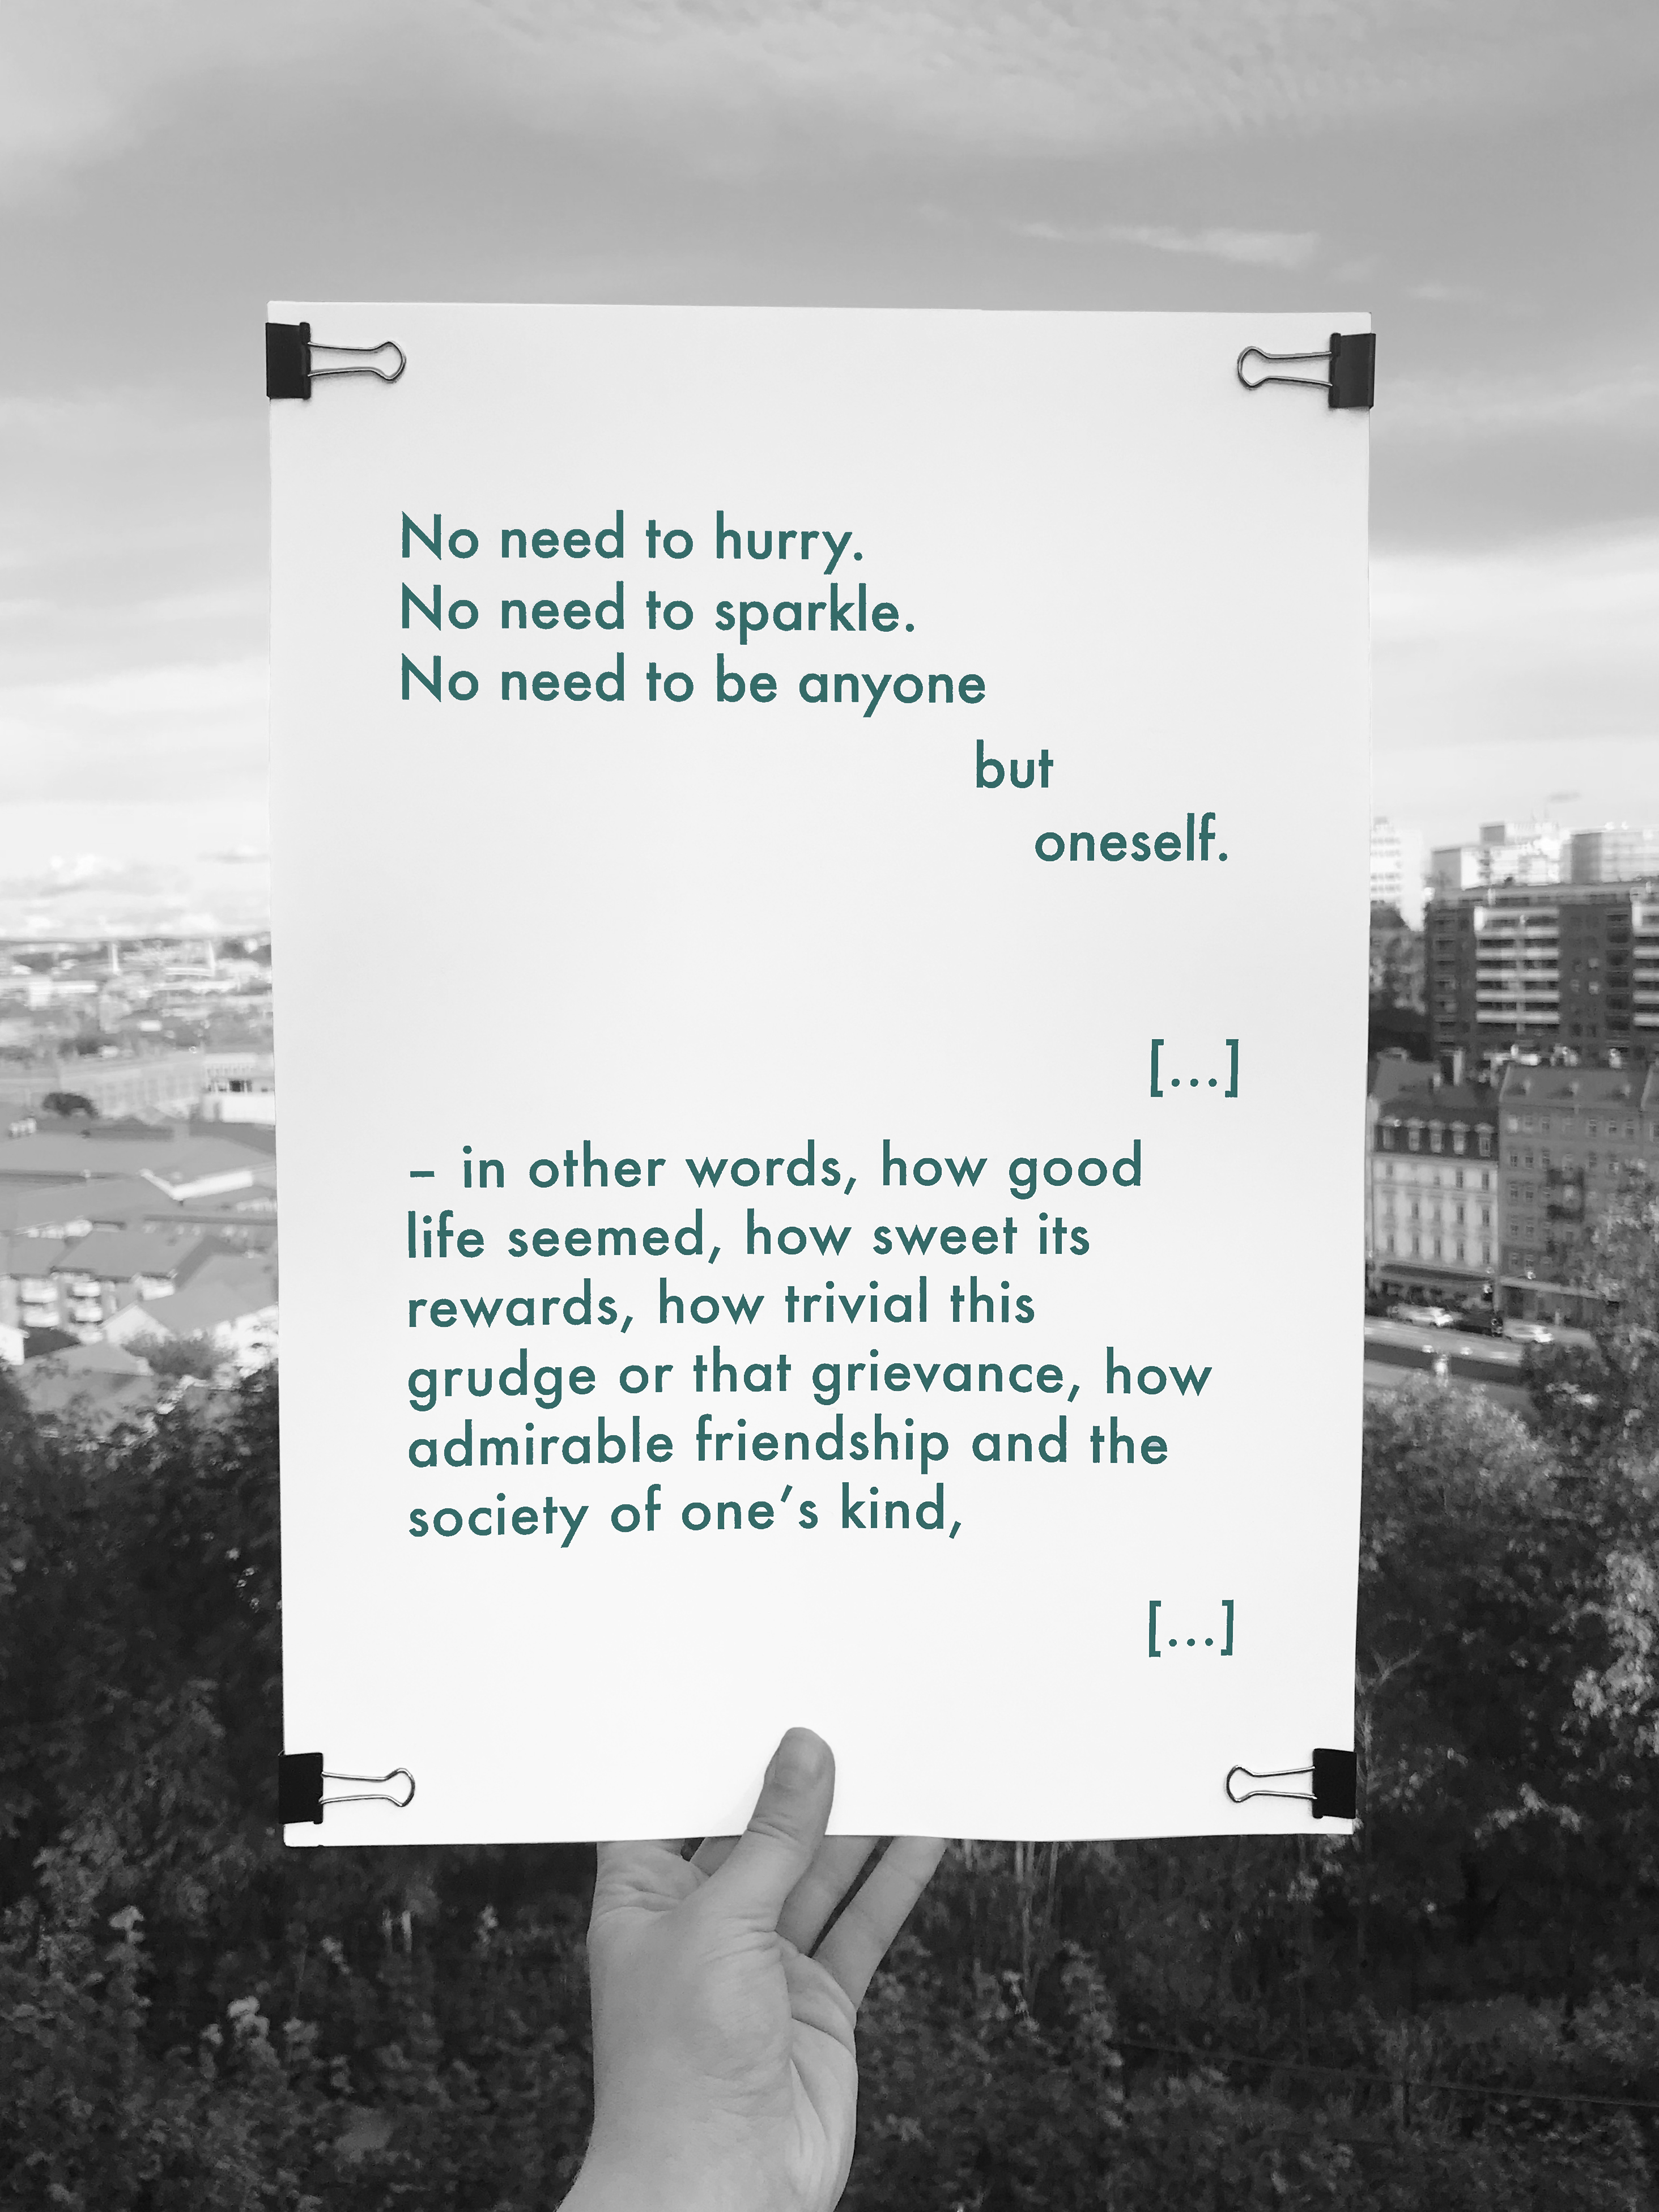 No need to hurry.
No need to sparkle.
No need to be anyone
but
oneself.
[...]
– in other words, how good
life seemed, how sweet its
rewards, how trivial this
grudge or that grievance, how
admirable friendship and the
society of one's kind,
[...]